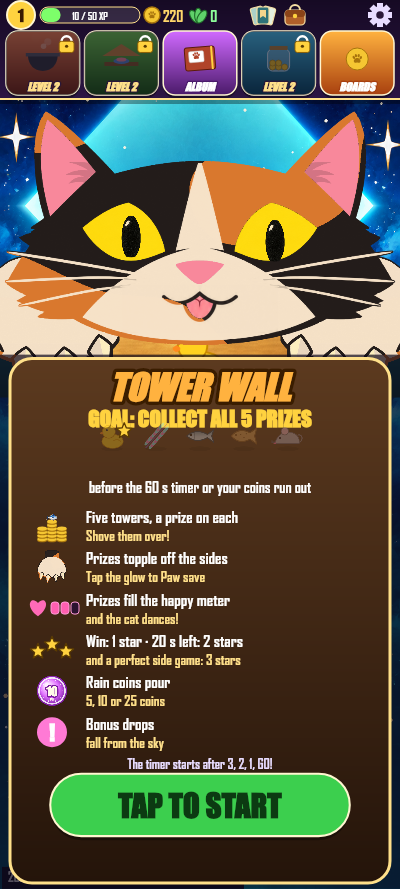 1
10 / 50 XP
220
0
LEVEL 2
LEVEL 2
ALBUM
LEVEL 2
BOARDS
TOWER WALL
GOAL: COLLECT ALL 5 PRIZES
before the 60 s timer or your coins run out
Five towers, a prize on each
Shove them over!
Prizes topple off the sides
Tap the glow to Paw save
Prizes fill the happy meter
and the cat dances!
Win: 1 star · 20 s left: 2 stars
and a perfect side game: 3 stars
10
Rain coins pour
5, 10 or 25 coins
!
Bonus drops
fall from the sky
The timer starts after 3, 2, 1, GO!
TAP TO START